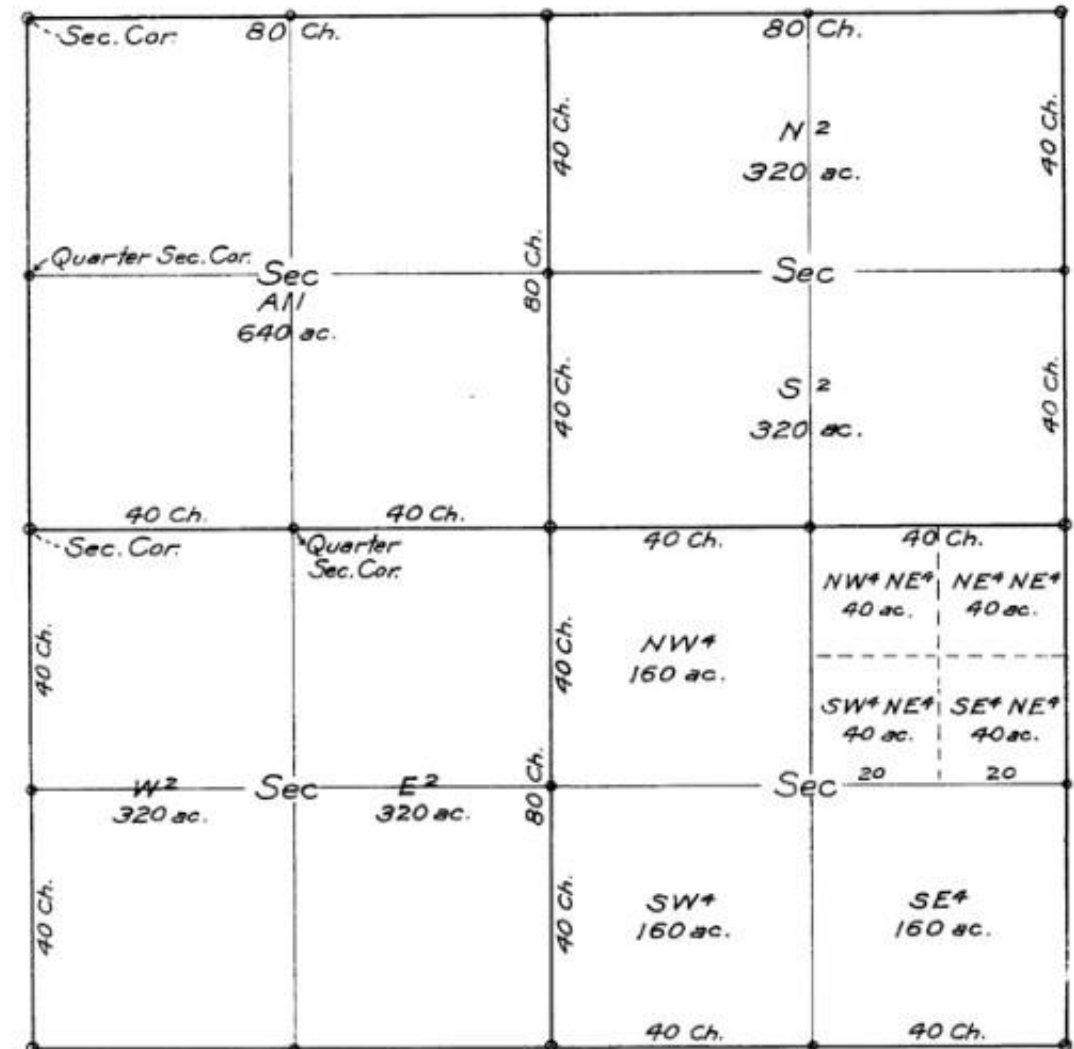 Sec. Cor.
80 Ch.
80 Ch.
40 Ch.
N 2
320 ac.
40 Ch.
Quarter Sec. Cor.
Sec
All
640 ac.
80 Ch.
Sec
40 Ch.
S 2
320 ac.
40 Ch.
40 Ch.
40 Ch.
Sec. Cor.
Quarter
Sec. Cor.
40 Ch.
40 Ch.
NW⁴ NE⁴
40 ac.
NE⁴ NE⁴
40 ac.
40 Ch.
40 Ch.
NW⁴
160 ac.
SW⁴ NE⁴
40 ac.
SE⁴ NE⁴
40 ac.
20
20
W²
320 ac.
Sec
E²
320 ac.
80 Ch.
Sec
40 Ch.
40 Ch.
SW⁴
160 ac.
SE⁴
160 ac.
40 Ch.
40 Ch.